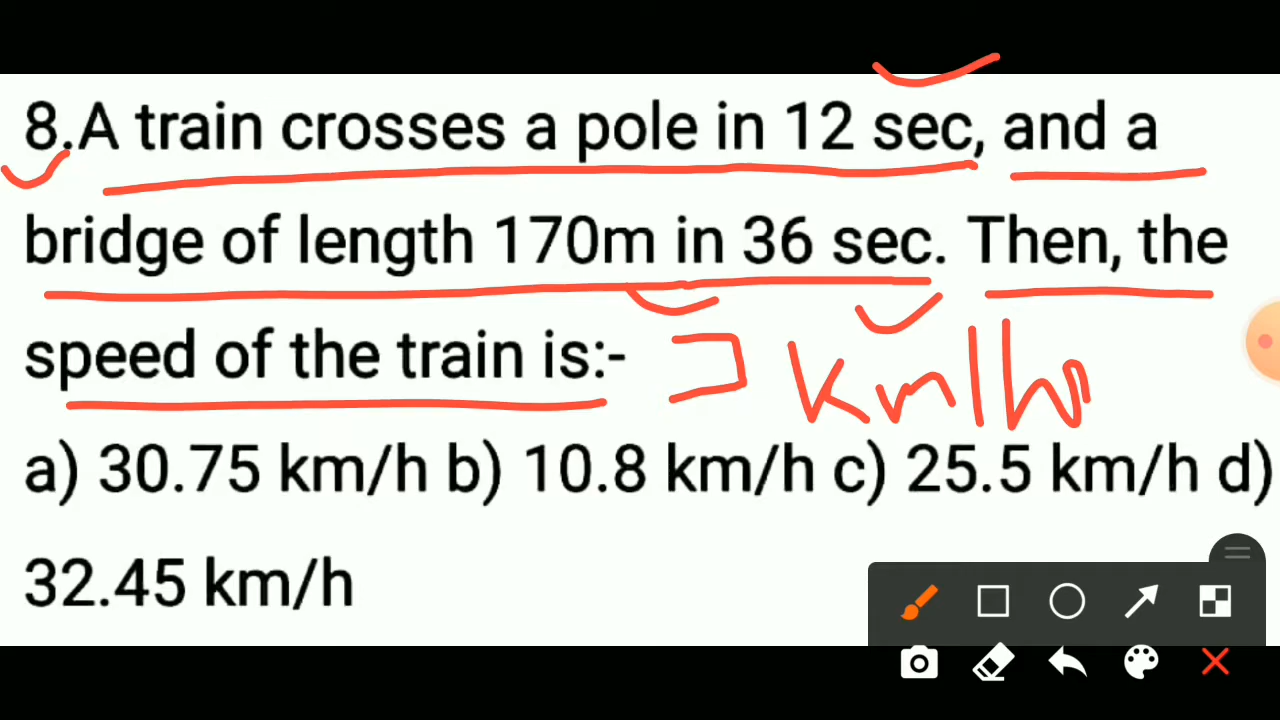 8.A train crosses a pole in 12 sec, and a
bridge of length 170m in 36 sec. Then, the
speed of the train is:-
km/h
a) 30.75 km/h b) 10.8 km/h c) 25.5 km/h d)
32.45 km/h